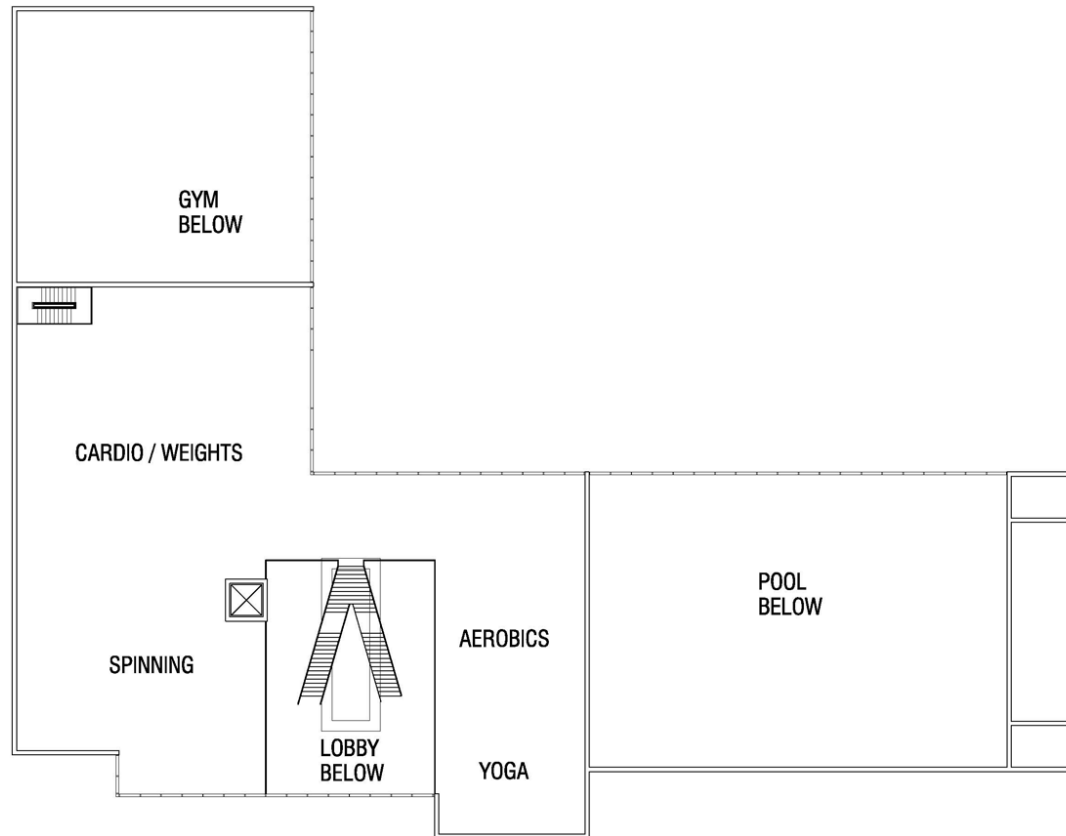 GYM
BELOW
CARDIO / WEIGHTS
POOL
BELOW
AEROBICS
SPINNING
LOBBY
BELOW
YOGA